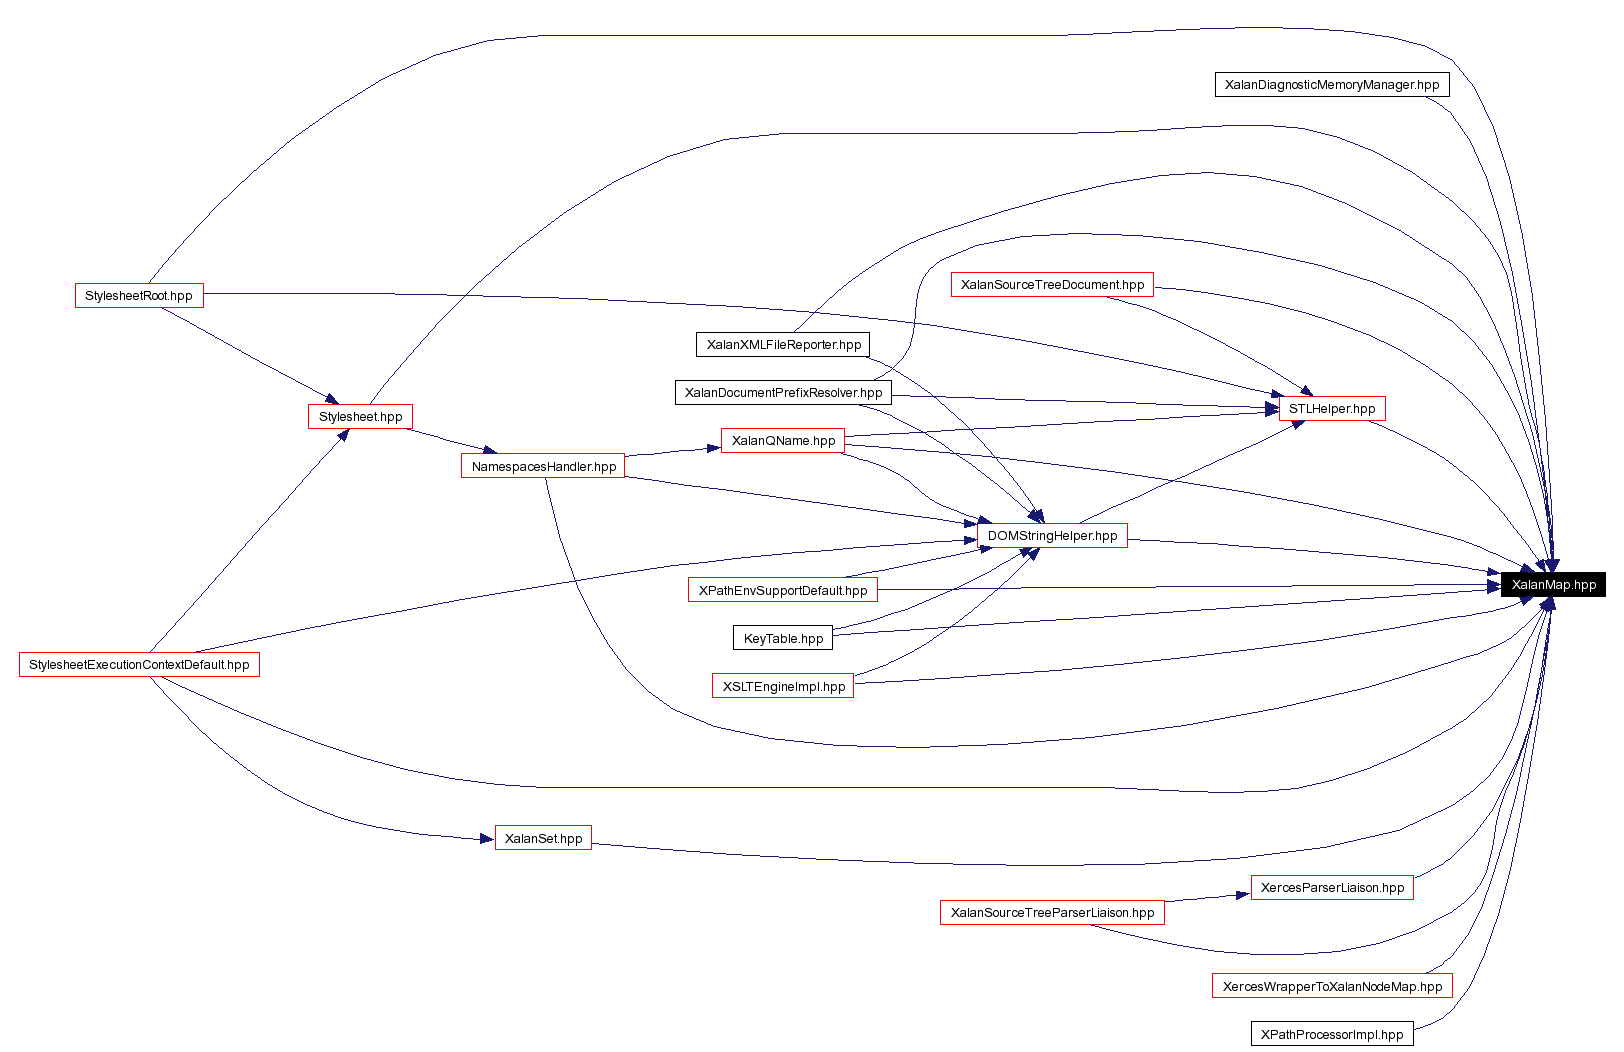 XalanDiagnosticMemoryManager.hpp
StylesheetRoot.hpp
XalanSourceTreeDocument.hpp
XalanXMLFileReporter.hpp
XalanDocumentPrefixResolver.hpp
STLHelper.hpp
Stylesheet.hpp
XalanQName.hpp
NamespacesHandler.hpp
DOMStringHelper.hpp
XalanMap.hpp
XPathEnvSupportDefault.hpp
KeyTable.hpp
StylesheetExecutionContextDefault.hpp
XSLTEngineImpl.hpp
XalanSet.hpp
XercesParserLiaison.hpp
XalanSourceTreeParserLiaison.hpp
XercesWrapperToXalanNodeMap.hpp
XPathProcessorImpl.hpp